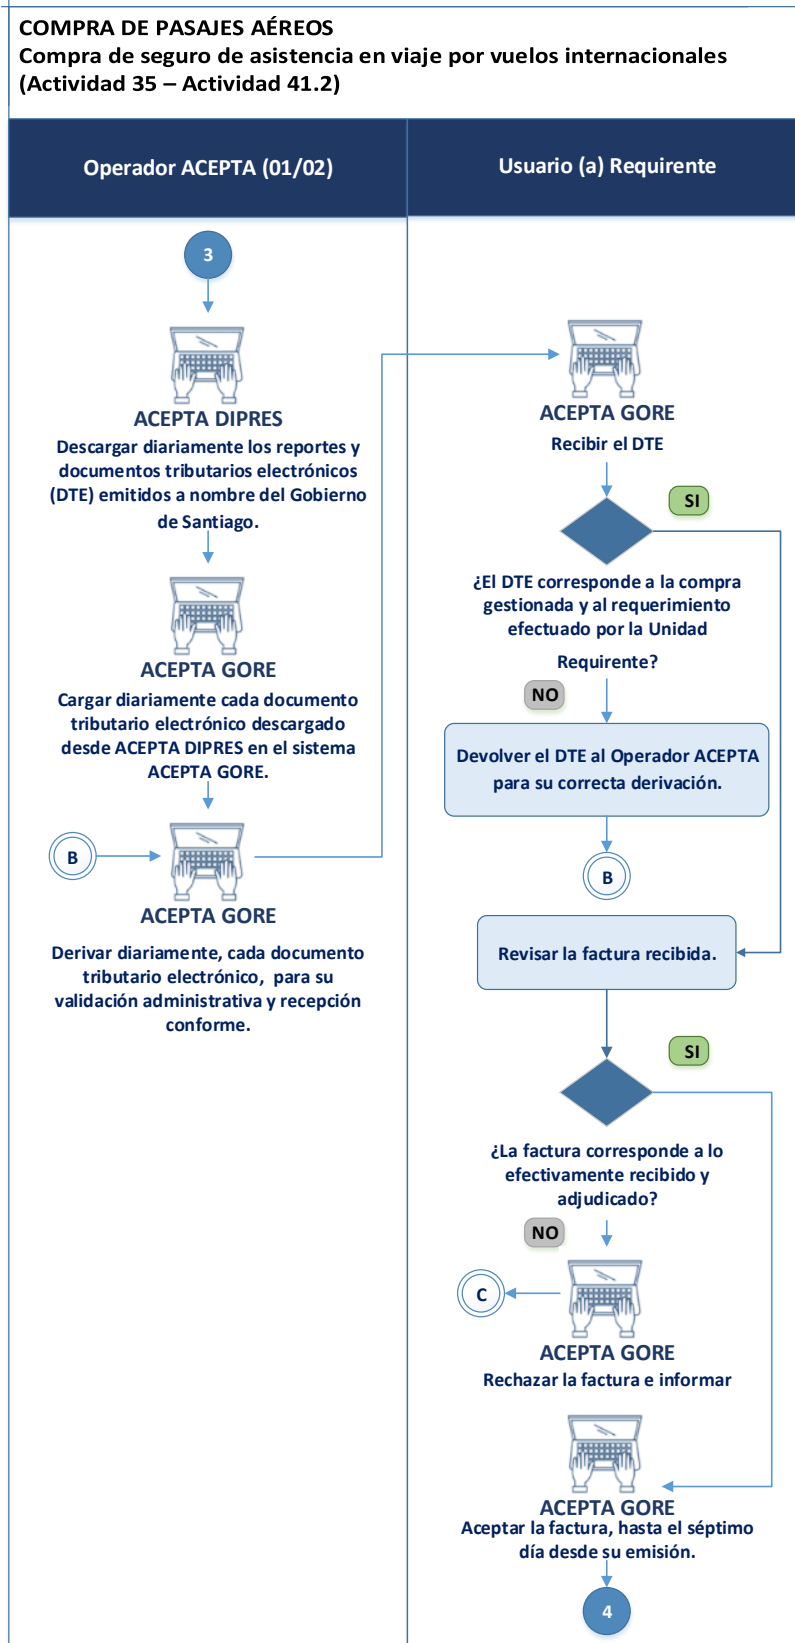 COMPRA DE PASAJES AÉREOS
Compra de seguro de asistencia en viaje por vuelos internacionales
(Actividad 35 – Actividad 41.2)
Operador ACEPTA (01/02)
Usuario (a) Requirente
3
ACEPTA DIPRES
Descargar diariamente los reportes y
documentos tributarios electrónicos
(DTE) emitidos a nombre del Gobierno
de Santiago.
ACEPTA GORE
Cargar diariamente cada documento
tributario electrónico descargado
desde ACEPTA DIPRES en el sistema
ACEPTA GORE.
B
ACEPTA GORE
Derivar diariamente, cada documento
tributario electrónico, para su
validación administrativa y recepción
conforme.
ACEPTA GORE
Recibir el DTE
SI
¿El DTE corresponde a la compra
gestionada y al requerimiento
efectuado por la Unidad
Requirente?
NO
Devolver el DTE al Operador ACEPTA
para su correcta derivación.
B
Revisar la factura recibida.
SI
¿La factura corresponde a lo
efectivamente recibido y
adjudicado?
NO
C
ACEPTA GORE
Rechazar la factura e informar
ACEPTA GORE
Aceptar la factura, hasta el séptimo
día desde su emisión.
4